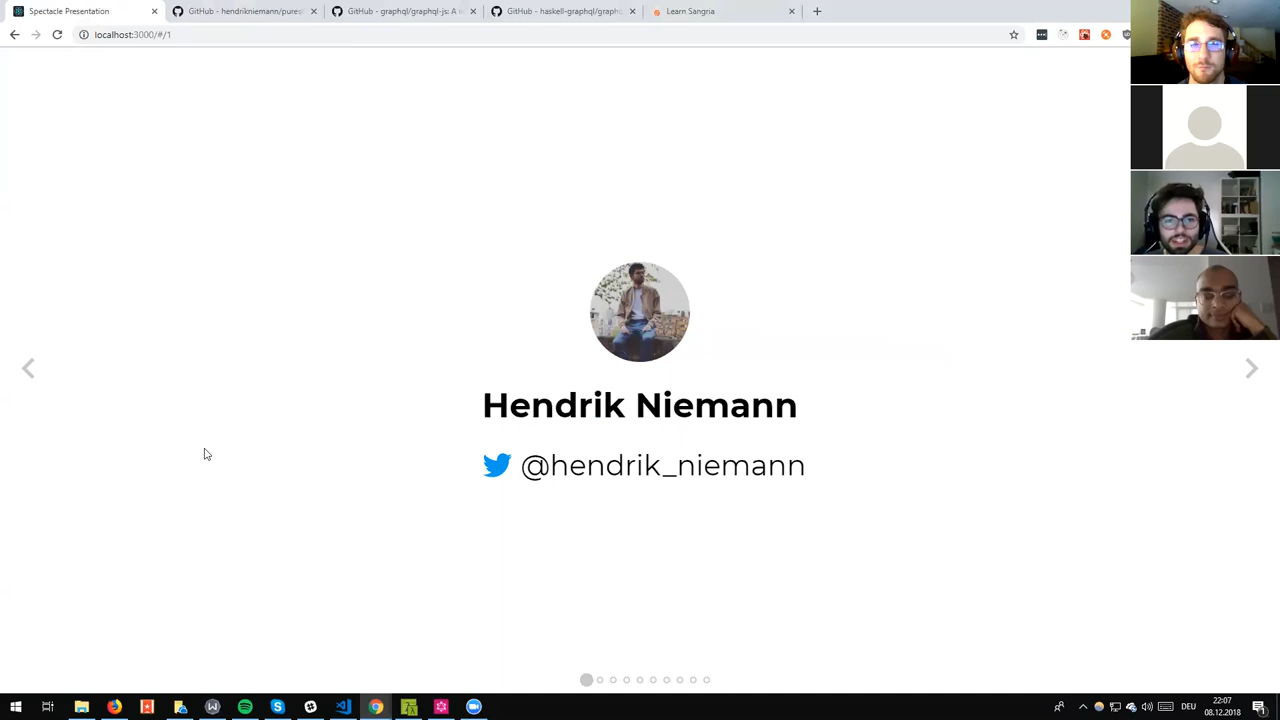 Spectacle Presentation
GitHub - hendrikniemann/pures
GitHub - graphql/graphql-js: A r
GitHub - haskell-graphql/graphq
Learn Sangria
localhost:3000/#/1
Hendrik Niemann
@hendrik_niemann
DEU
22:07
08.12.2018